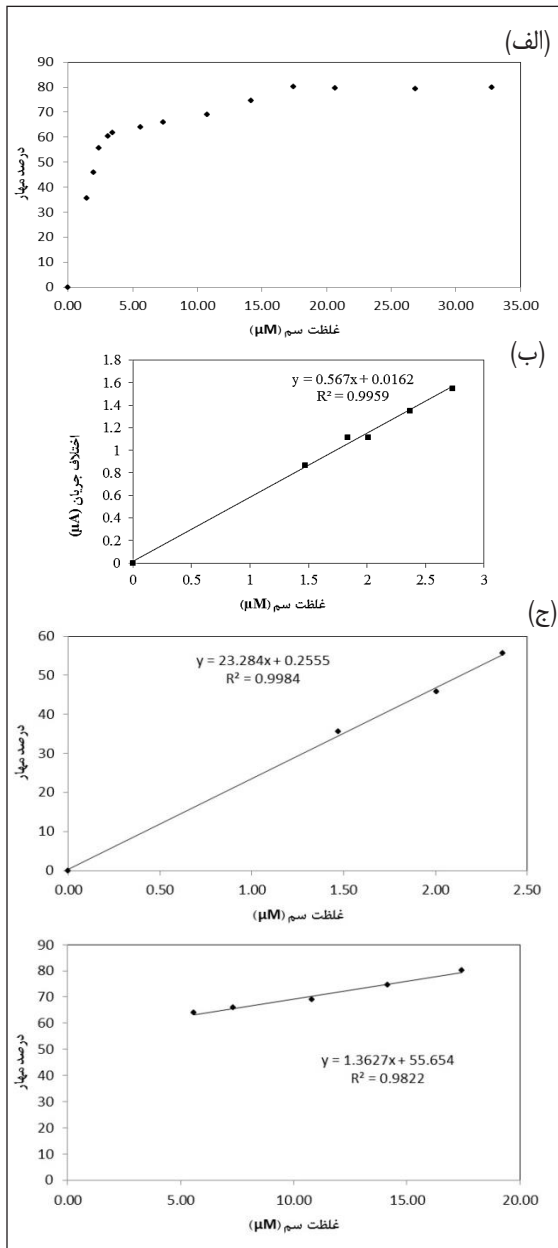 (الف)
90
80
70
60
50
40
30
20
10
0
درصد مهار
0.00 5.00 10.00 15.00 20.00 25.00 30.00 35.00
غلظت سم (µM)
(ب)
1.8
1.6
1.4
1.2
1
0.8
0.6
0.4
0.2
0
y = 0.567x + 0.0162
R² = 0.9959
اختلاف جریان (µA)
0 0.5 1 1.5 2 2.5 3
غلظت سم (µM)
(ج)
60
50
40
30
20
10
0
y = 23.284x + 0.2555
R² = 0.9984
درصد مهار
0.00 0.50 1.00 1.50 2.00 2.50
غلظت سم (µM)
90
80
70
60
50
40
30
20
10
0
y = 1.3627x + 55.654
R² = 0.9822
درصد مهار
0.00 5.00 10.00 15.00 20.00
غلظت سم (µM)